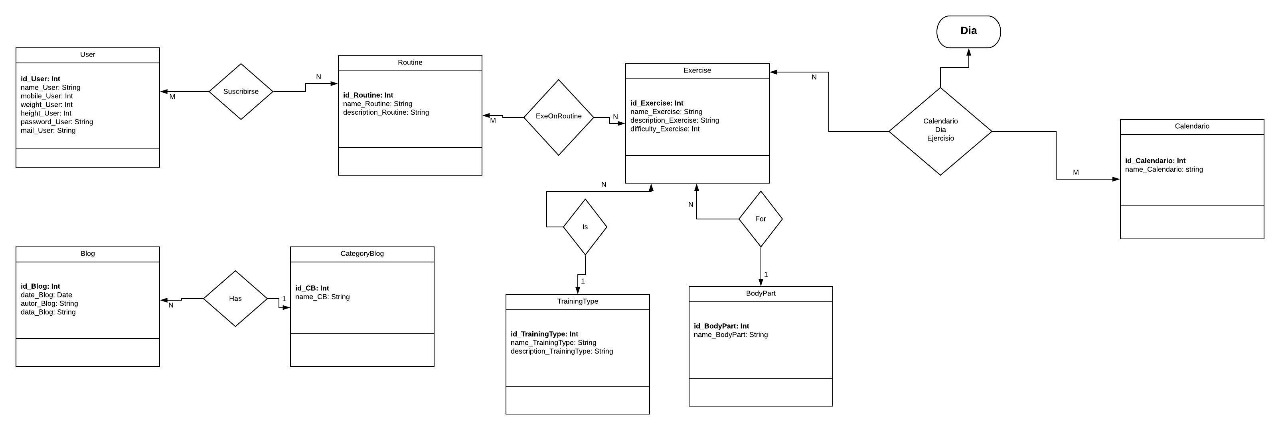 Dia
User
id_User: Int
name_User: String
mobile_User: Int
weight_User: Int
height_User: Int
password_User: String
mail_User: String
M
Suscribirse
N
Routine
id_Routine: Int
name_Routine: String
description_Routine: String
M
ExeOnRoutine
N
Exercise
id_Exercise: Int
name_Exercise: String
description_Exercise: String
difficulty_Exercise: Int
N
Calendario
Dia
Ejercisio
M
Calendario
Id_Calendario: Int
name_Calendario: string
N
Is
1
N
For
1
Blog
id_Blog: Int
date_Blog: Date
autor_Blog: String
data_Blog: String
N
Has
1
CategoryBlog
id_CB: Int
name_CB: String
TrainingType
id_TrainingType: Int
name_TrainingType: String
description_TrainingType: String
BodyPart
id_BodyPart: Int
name_BodyPart: String